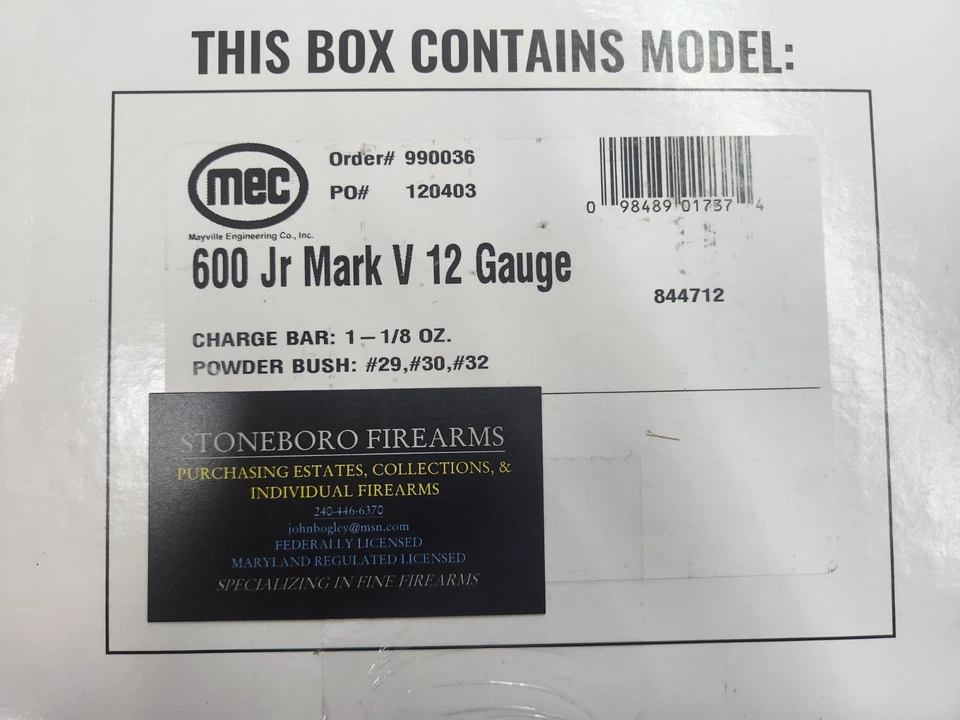 THIS BOX CONTAINS MODEL:
mec
Mayville Engineering Co., Inc.
Order# 990036
PO# 120403
0 98489 01737 4
600 Jr Mark V 12 Gauge
844712
CHARGE BAR: 1–1/8 OZ.
POWDER BUSH: #29,#30,#32
STONEBORO FIREARMS
PURCHASING ESTATES, COLLECTIONS, &
INDIVIDUAL FIREARMS
240-446-6370
johnbogley@msn.com
FEDERALLY LICENSED
MARYLAND REGULATED LICENSED
SPECIALIZING IN FINE FIREARMS